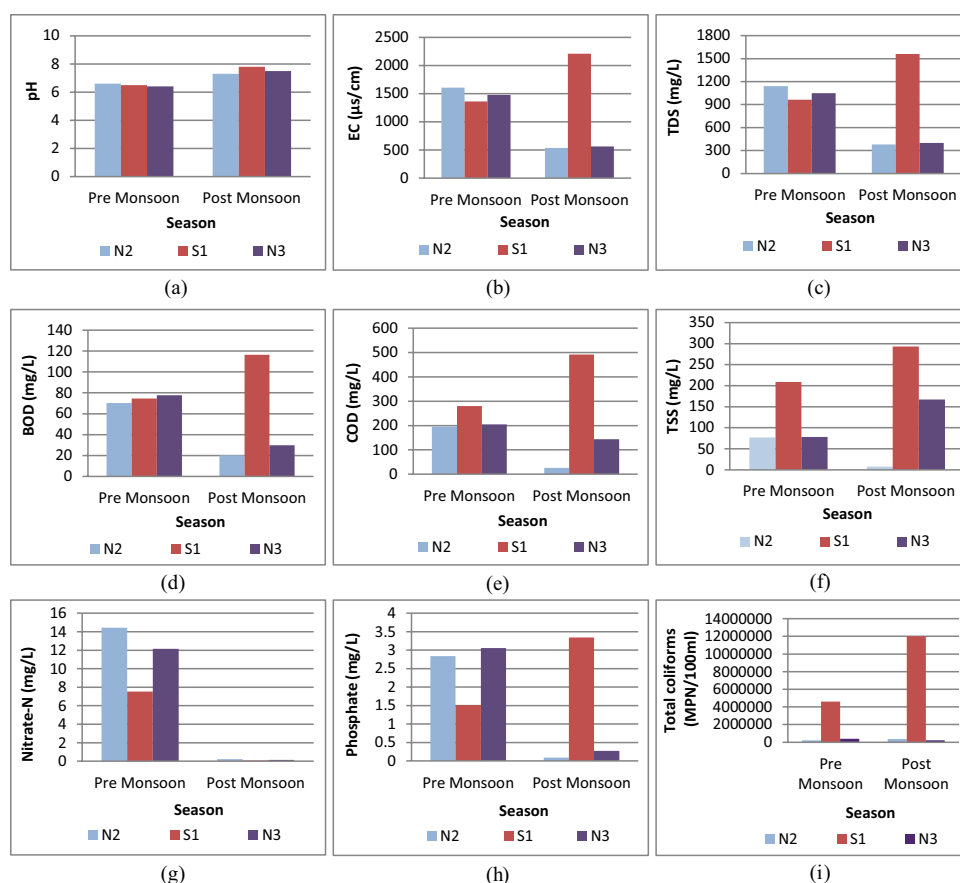 10
8
6
4
2
0
pH
Pre Monsoon Post Monsoon
Season
N2 S1 N3
(a)
2500
2000
1500
1000
500
0
EC (µs/cm)
Pre Monsoon Post Monsoon
Season
N2 S1 N3
(b)
1800
1500
1200
900
600
300
0
TDS (mg/L)
Pre Monsoon Post Monsoon
Season
N2 S1 N3
(c)
140
120
100
80
60
40
20
0
BOD (mg/L)
Pre Monsoon Post Monsoon
Season
N2 S1 N3
(d)
600
500
400
300
200
100
0
COD (mg/L)
Pre Monsoon Post Monsoon
Season
N2 S1 N3
(e)
350
300
250
200
150
100
50
0
TSS (mg/L)
Pre Monsoon Post Monsoon
Season
N2 S1 N3
(f)
16
14
12
10
8
6
4
2
0
Nitrate-N (mg/L)
Pre Monsoon Post Monsoon
Season
N2 S1 N3
(g)
4
3.5
3
2.5
2
1.5
1
0.5
0
Phosphate (mg/L)
Pre Monsoon Post Monsoon
Season
N2 S1 N3
(h)
14000000
12000000
10000000
8000000
6000000
4000000
2000000
0
Total coliforms
(MPN/100ml)
Pre Post
Monsoon Monsoon
Season
N2 S1 N3
(i)